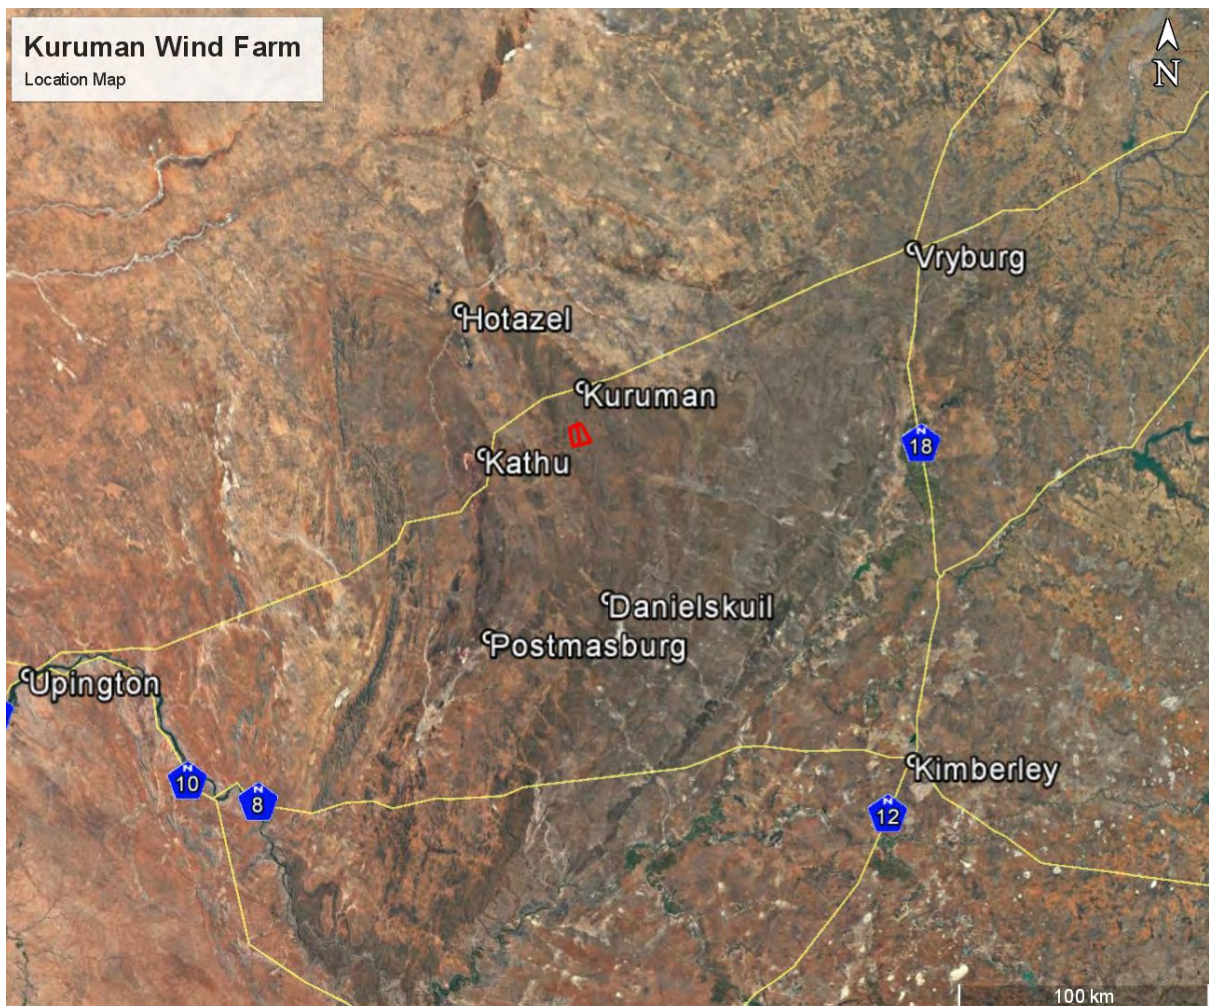 Kuruman Wind Farm
Location Map
N
Vryburg
Hotazel
Kuruman
N
18
Kathu
Danielskuil
Postmasburg
Upington
Kimberley
N
10
N
8
N
12
100 km